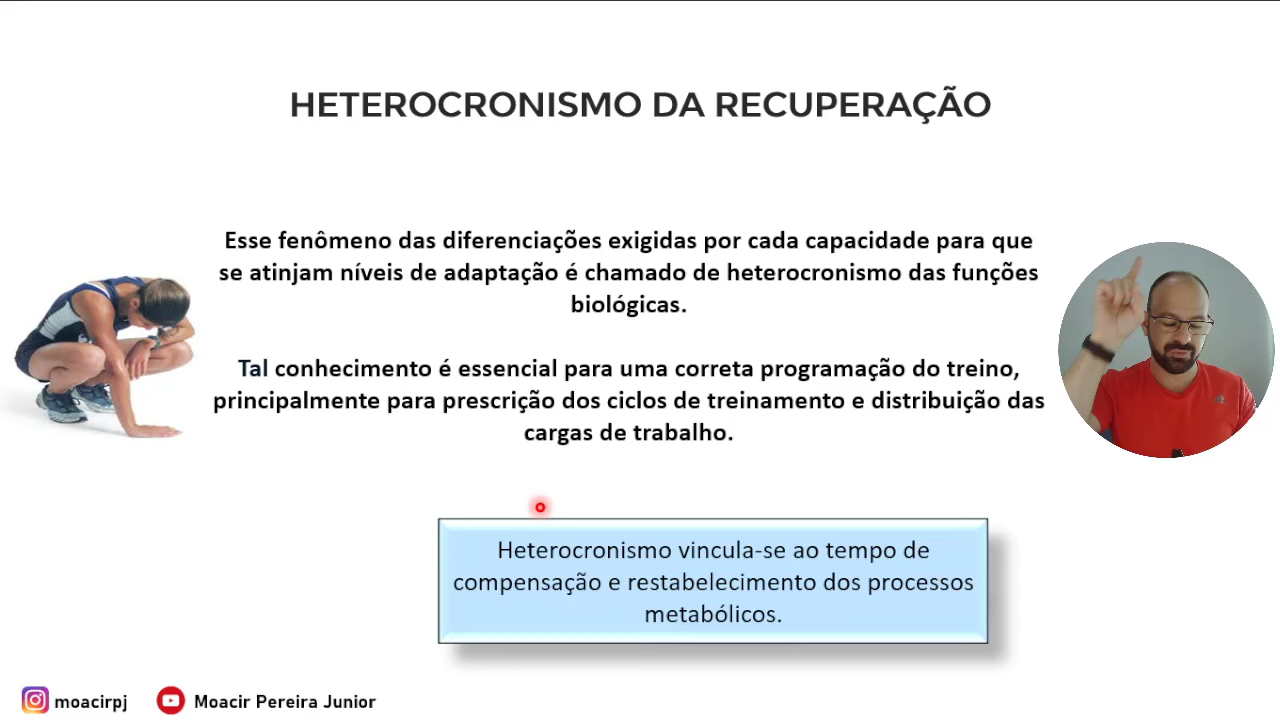 HETEROCRONISMO DA RECUPERAÇÃO
Esse fenômeno das diferenciações exigidas por cada capacidade para que
se atinjam níveis de adaptação é chamado de heterocronismo das funções
biológicas.
Tal conhecimento é essencial para uma correta programação do treino,
principalmente para prescrição dos ciclos de treinamento e distribuição das
cargas de trabalho.
Heterocronismo vincula-se ao tempo de
compensação e restabelecimento dos processos
metabólicos.
moacirpj
Moacir Pereira Junior